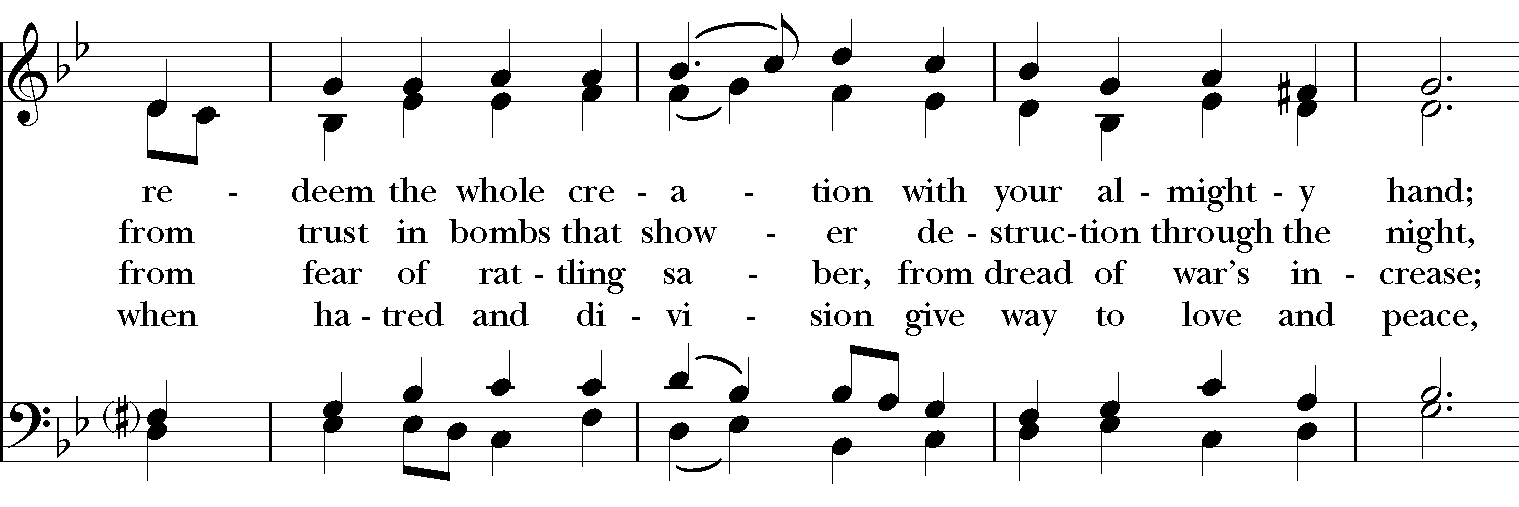 re - deem the whole cre - a - tion with your al - might - y hand;
from trust in bombs that show - er de - struc-tion through the night,
from fear of rat - tling sa - ber, from dread of war's in - crease;
when ha - tred and di - vi - sion give way to love and peace,